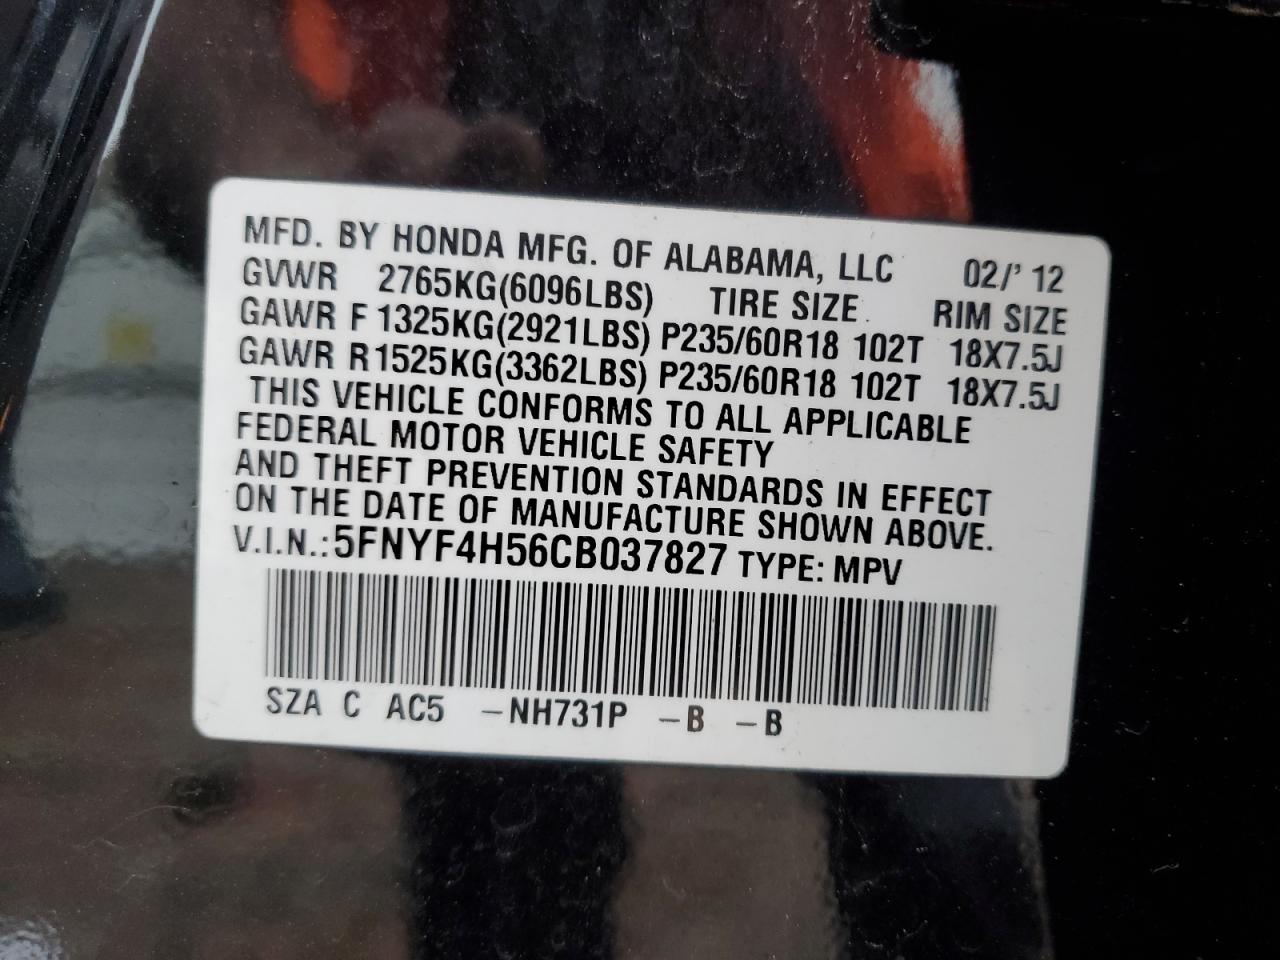 MFD. BY HONDA MFG. OF ALABAMA, LLC 02/' 12
GVWR 2765KG(6096LBS) TIRE SIZE RIM SIZE
GAWR F 1325KG(2921LBS) P235/60R18 102T 18X7.5J
GAWR R 1525KG(3362LBS) P235/60R18 102T 18X7.5J
THIS VEHICLE CONFORMS TO ALL APPLICABLE
FEDERAL MOTOR VEHICLE SAFETY
AND THEFT PREVENTION STANDARDS IN EFFECT
ON THE DATE OF MANUFACTURE SHOWN ABOVE.
V.I.N.: 5FNYF4H56CB037827 TYPE: MPV
SZA C AC5 -NH731P -B -B